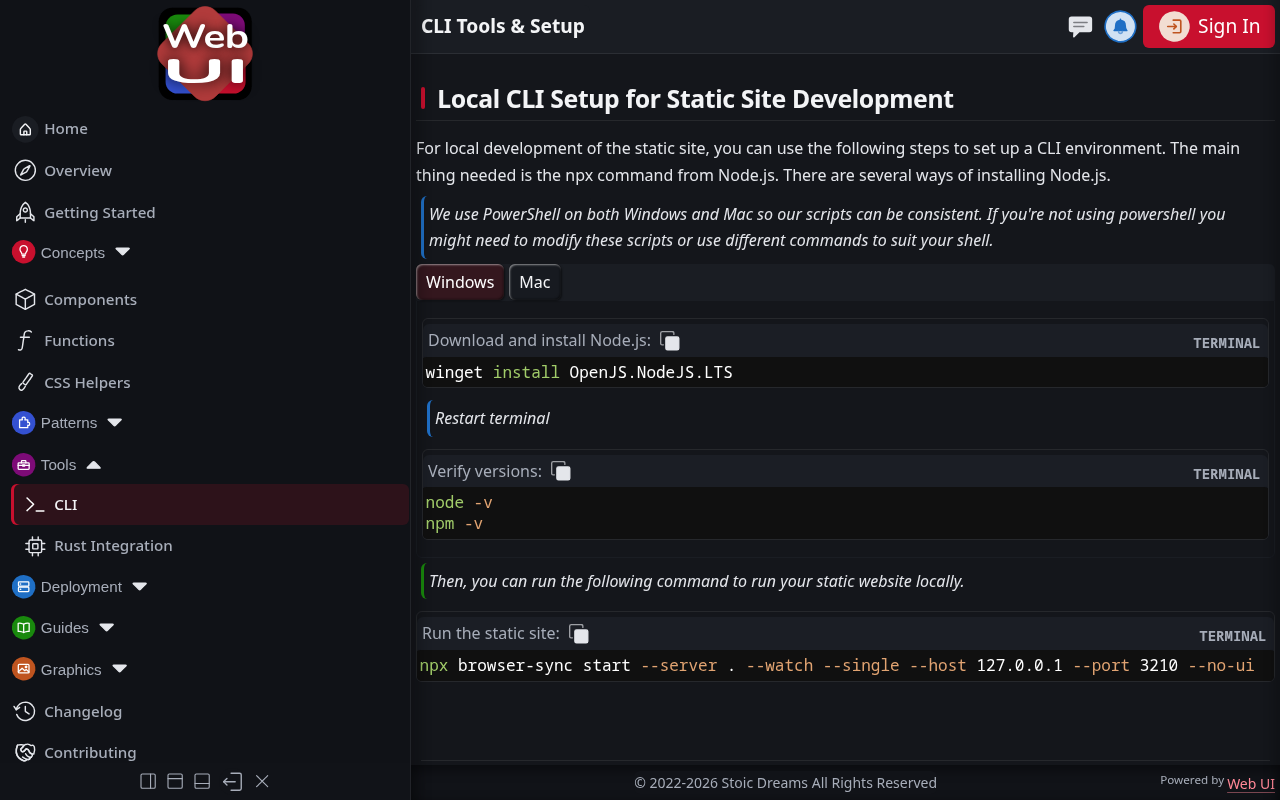 Web
UI
Home
Overview
Getting Started
Concepts
Components
Functions
CSS Helpers
Patterns
Tools
CLI
Rust Integration
Deployment
Guides
Graphics
Changelog
Contributing
CLI Tools & Setup
Sign In
Local CLI Setup for Static Site Development
For local development of the static site, you can use the following steps to set up a CLI environment. The main
thing needed is the npx command from Node.js. There are several ways of installing Node.js.
We use PowerShell on both Windows and Mac so our scripts can be consistent. If you're not using powershell you
might need to modify these scripts or use different commands to suit your shell.
Windows Mac
Download and install Node.js: TERMINAL
winget install OpenJS.NodeJS.LTS
Restart terminal
Verify versions: TERMINAL
node -v
npm -v
Then, you can run the following command to run your static website locally.
Run the static site: TERMINAL
npx browser-sync start --server . --watch --single --host 127.0.0.1 --port 3210 --no-ui
© 2022-2026 Stoic Dreams All Rights Reserved
Powered by Web UI